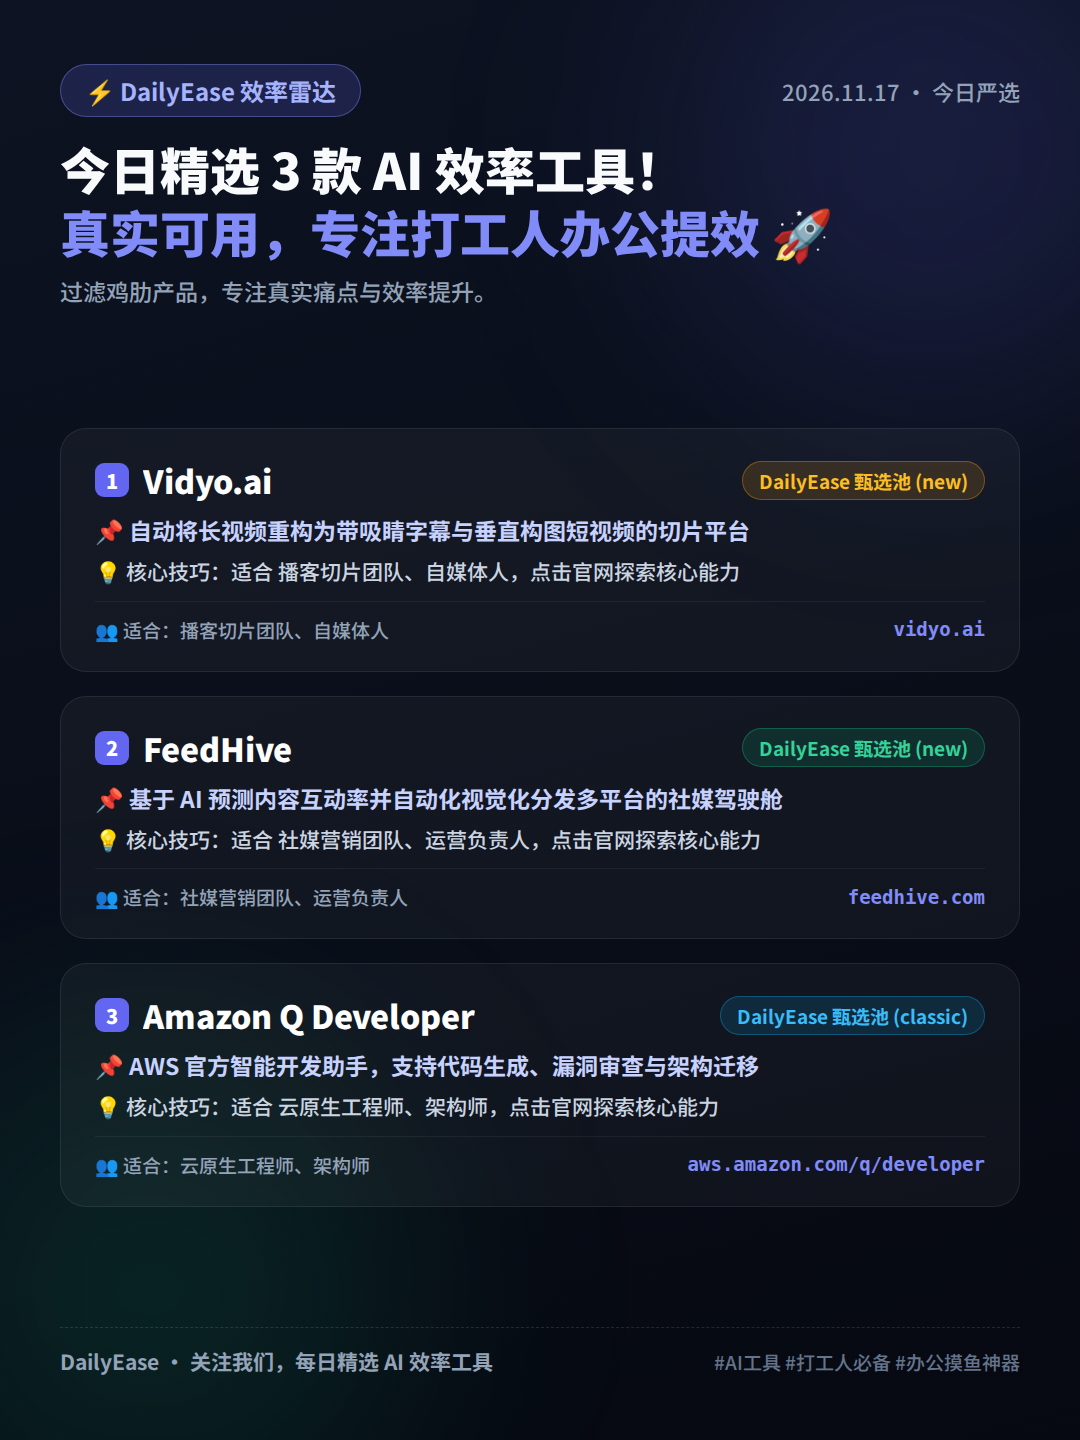 ⚡ DailyEase 效率雷达
2026.11.17 • 今日严选
今日精选 3 款 AI 效率工具！
真实可用，专注打工人办公提效 🚀
过滤鸡肋产品，专注真实痛点与效率提升。
1 Vidyo.ai
DailyEase 甄选池 (new)
📌 自动将长视频重构为带吸睛字幕与垂直构图短视频的切片平台
💡 核心技巧：适合 播客切片团队、自媒体人，点击官网探索核心能力
👥 适合：播客切片团队、自媒体人
vidyo.ai
2 FeedHive
DailyEase 甄选池 (new)
📌 基于 AI 预测内容互动率并自动化视觉化分发多平台的社媒驾驶舱
💡 核心技巧：适合 社媒营销团队、运营负责人，点击官网探索核心能力
👥 适合：社媒营销团队、运营负责人
feedhive.com
3 Amazon Q Developer
DailyEase 甄选池 (classic)
📌 AWS 官方智能开发助手，支持代码生成、漏洞审查与架构迁移
💡 核心技巧：适合 云原生工程师、架构师，点击官网探索核心能力
👥 适合：云原生工程师、架构师
aws.amazon.com/q/developer
DailyEase • 关注我们，每日精选 AI 效率工具
#AI工具 #打工人必备 #办公摸鱼神器